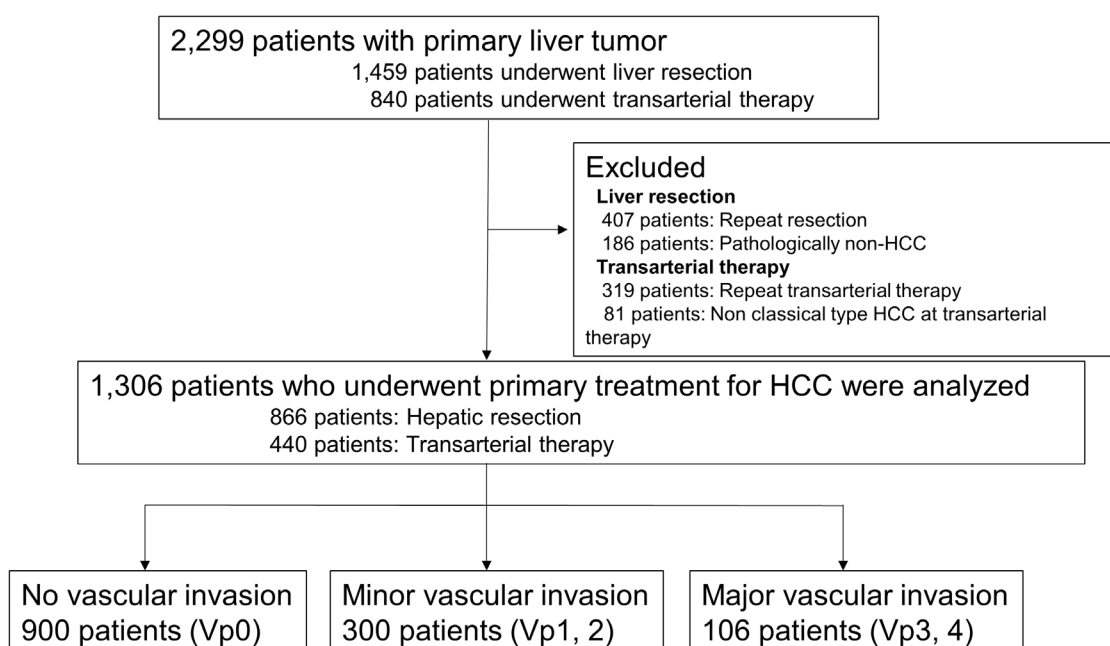 2,299 patients with primary liver tumor
1,459 patients underwent liver resection
840 patients underwent transarterial therapy
Excluded
Liver resection
407 patients: Repeat resection
186 patients: Pathologically non-HCC
Transarterial therapy
319 patients: Repeat transarterial therapy
81 patients: Non classical type HCC at transarterial
therapy
1,306 patients who underwent primary treatment for HCC were analyzed
866 patients: Hepatic resection
440 patients: Transarterial therapy
No vascular invasion
900 patients (Vp0)
Minor vascular invasion
300 patients (Vp1, 2)
Major vascular invasion
106 patients (Vp3, 4)